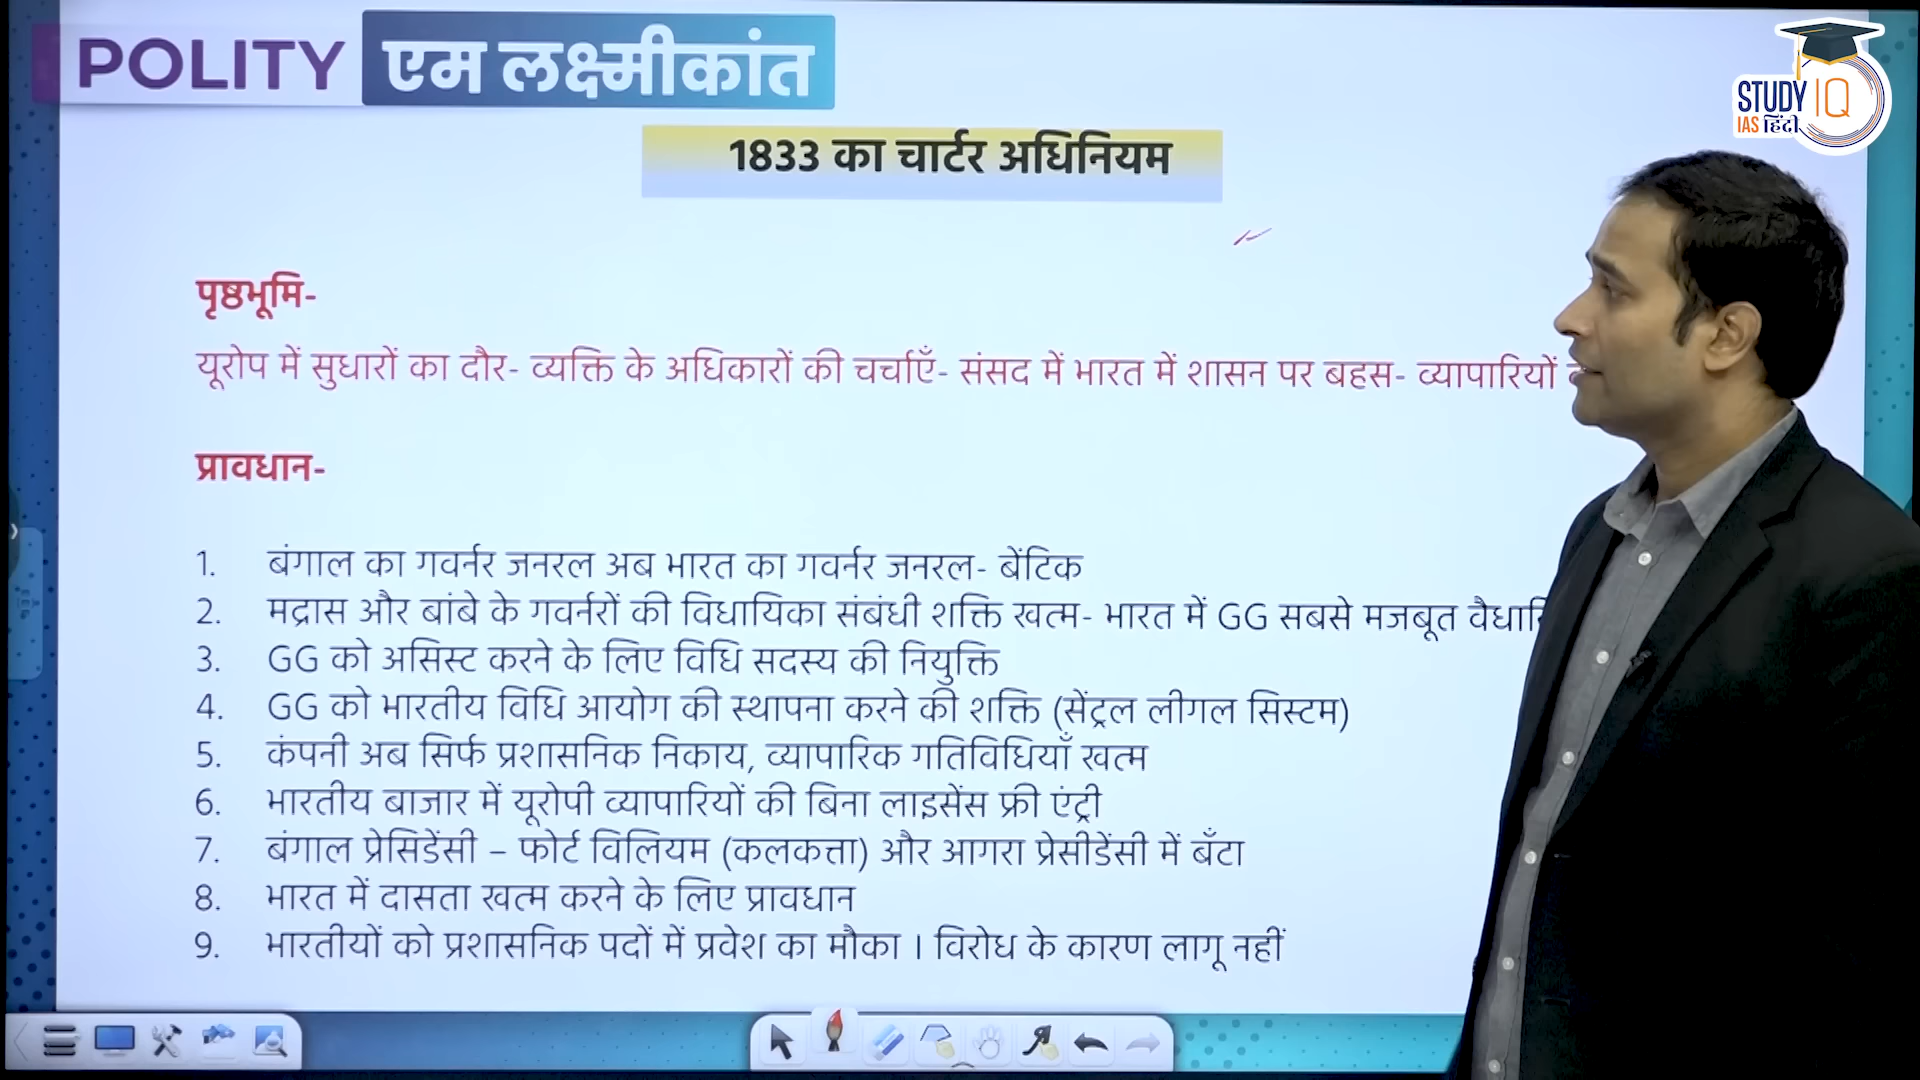 POLITY एम लक्ष्मीकांत
STUDY IQ
IAS हिंदी
1833 का चार्टर अधिनियम
पृष्ठभूमि-
यूरोप में सुधारों का दौर- व्यक्ति के अधिकारों की चर्चाएँ- संसद में भारत में शासन पर बहस- व्यापारियों
प्रावधान-
1. बंगाल का गवर्नर जनरल अब भारत का गवर्नर जनरल- बेंटिक
2. मद्रास और बांबे के गवर्नरों की विधायिका संबंधी शक्ति खत्म- भारत में GG सबसे मजबूत
3. GG को असिस्ट करने के लिए विधि सदस्य की नियुक्ति
4. GG को भारतीय विधि आयोग की स्थापना करने की शक्ति (सेंट्रल लीगल सिस्टम)
5. कंपनी अब सिर्फ प्रशासनिक निकाय, व्यापारिक गतिविधियाँ खत्म
6. भारतीय बाजार में यूरोपी व्यापारियों की बिना लाइसेंस फ्री एंट्री
7. बंगाल प्रेसिडेंसी – फोर्ट विलियम (कलकत्ता) और आगरा प्रेसीडेंसी में बँटा
8. भारत में दासता खत्म करने के लिए प्रावधान
9. भारतीयों को प्रशासनिक पदों में प्रवेश का मौका । विरोध के कारण लागू नहीं